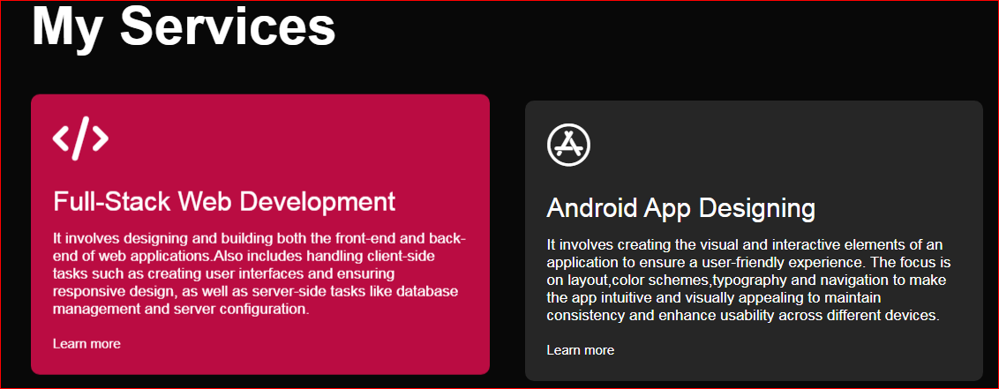 My Services
Full-Stack Web Development
It involves designing and building both the front-end and back-
end of web applications.Also includes handling client-side
tasks such as creating user interfaces and ensuring
responsive design, as well as server-side tasks like database
management and server configuration.
Learn more
Android App Designing
It involves creating the visual and interactive elements of an
application to ensure a user-friendly experience. The focus is
on layout,color schemes,typography and navigation to make
the app intuitive and visually appealing to maintain
consistency and enhance usability across different devices.
Learn more